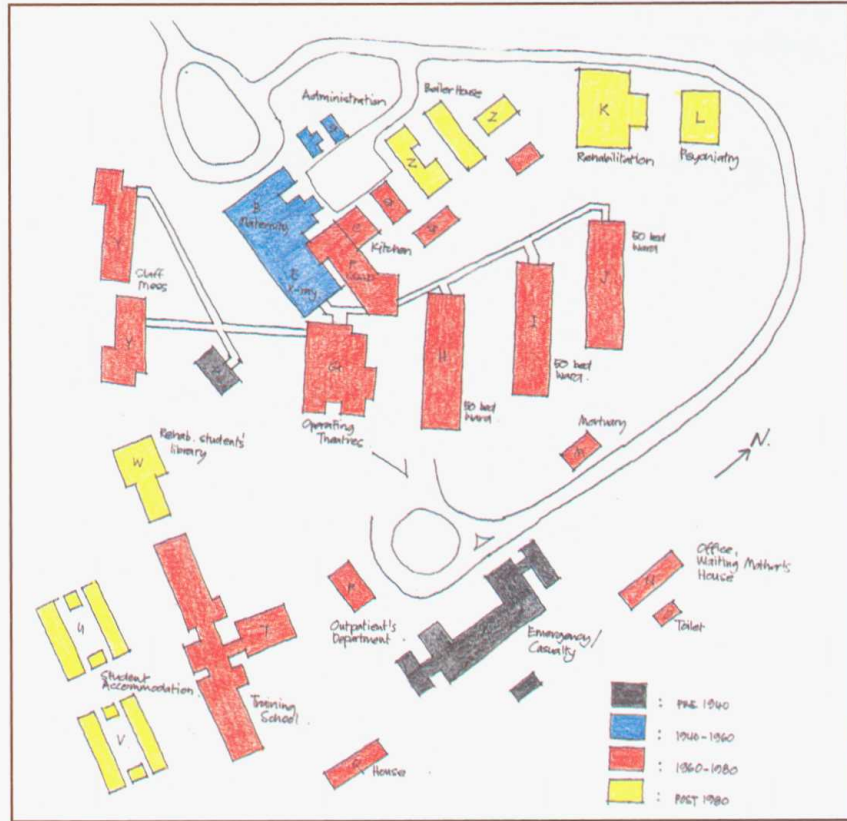 Administration
Boiler House
Z
Z
K
L
Rehabilitation
Psychiatry
B
Maternity
Kitchen
E
X-ray
Y
Staff
Mess
50 bed
Ward
J
I
H
50 bed
Ward.
50 bed
Ward.
Y
G
Operating
Theatres
Mortuary
N.
Rehab. students'
library
W
Office,
Waiting Mother's
House
Toilet
Outpatient's
Department
Emergency/
Casualty
T
U
Student
Accommodation
V
Training
School
House
: PRE 1940
: 1940-1960
: 1960-1980
: POST 1980